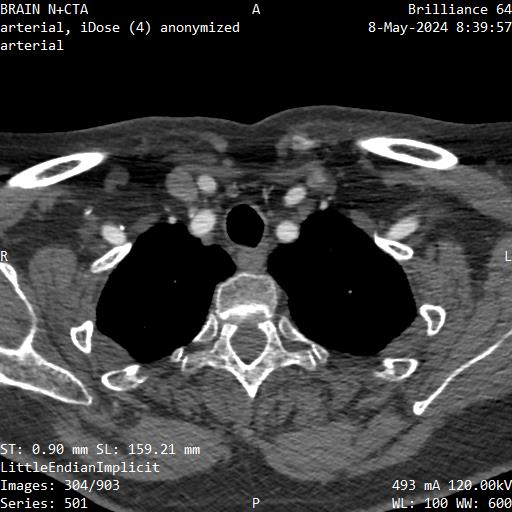 BRAIN N+CTA
A
Brilliance 64
arterial, iDose (4) anonymized
8-May-2024 8:39:57
arterial
R
L
ST: 0.90 mm SL: 159.21 mm
LittleEndianImplicit
Images: 304/903
493 mA 120.00kV
Series: 501
P
WL: 100 WW: 600